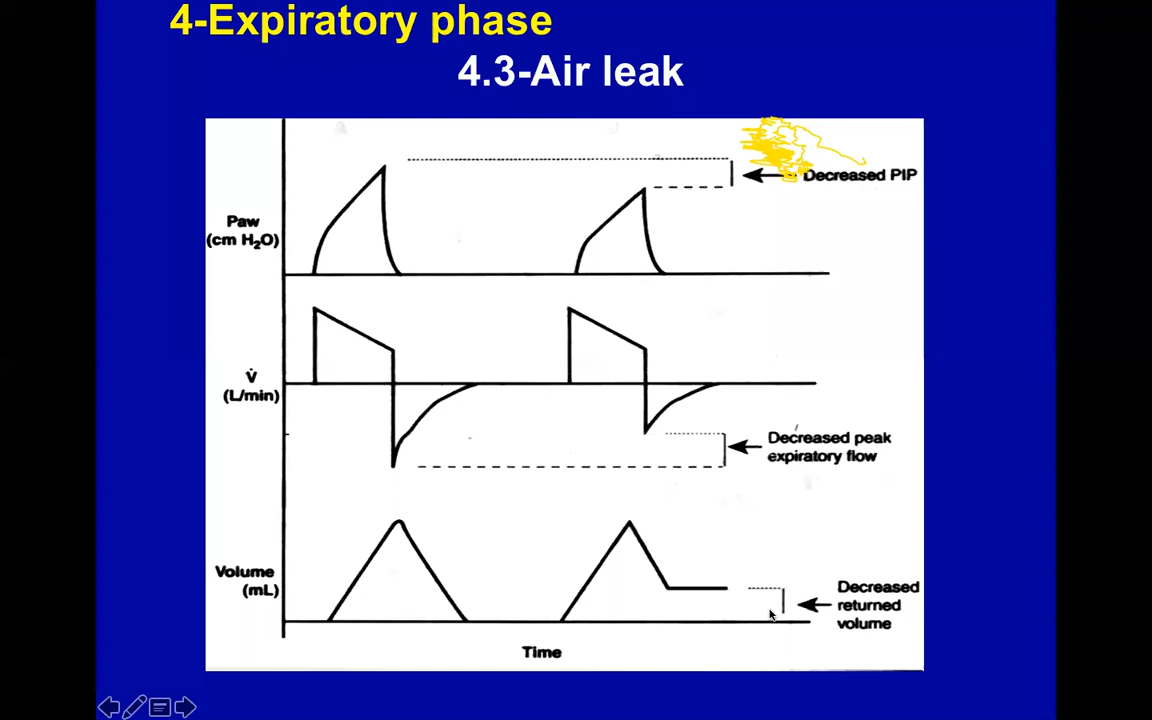 4-Expiratory phase
4.3-Air leak
Decreased PIP
Paw
(cm H₂O)
V̇
(L/min)
Decreased peak
expiratory flow
Volume
(mL)
Decreased
returned
volume
Time